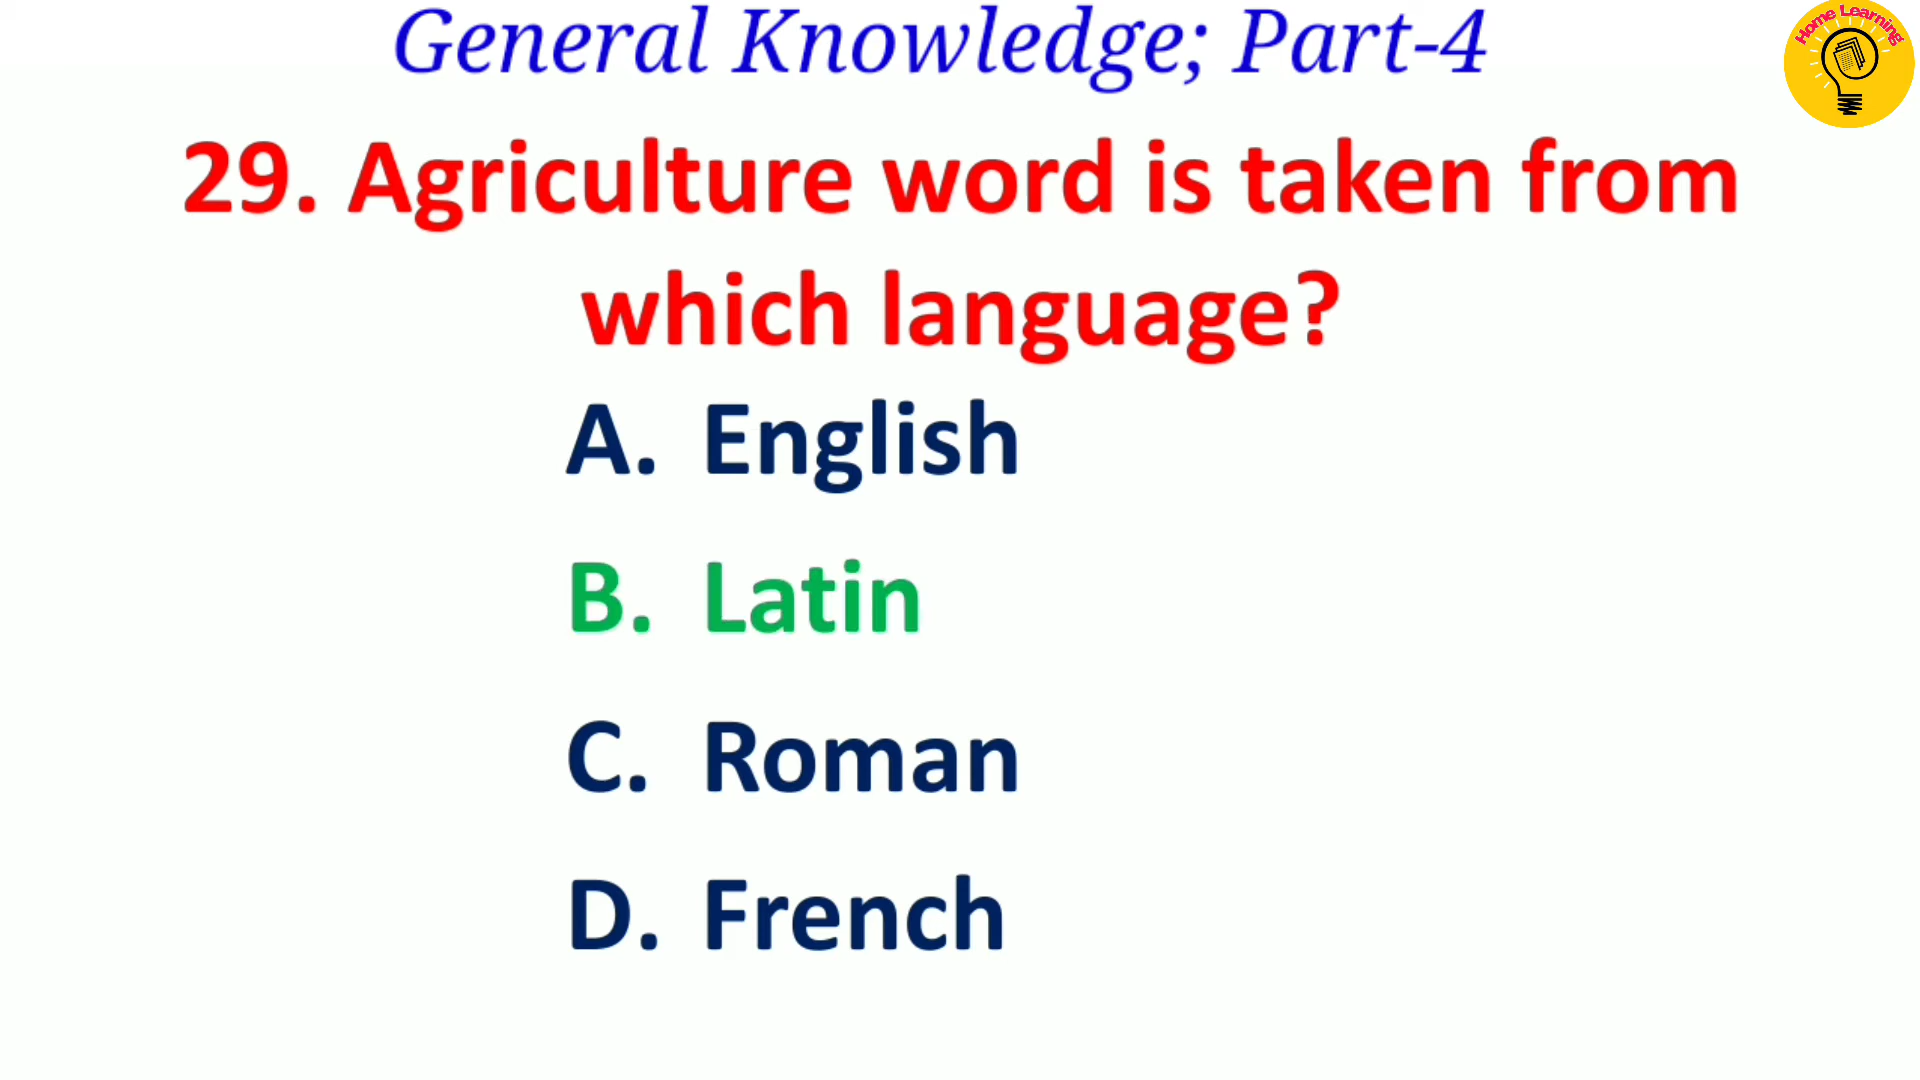 General Knowledge; Part-4
Home Learning
29. Agriculture word is taken from
which language?
A. English
B. Latin
C. Roman
D. French